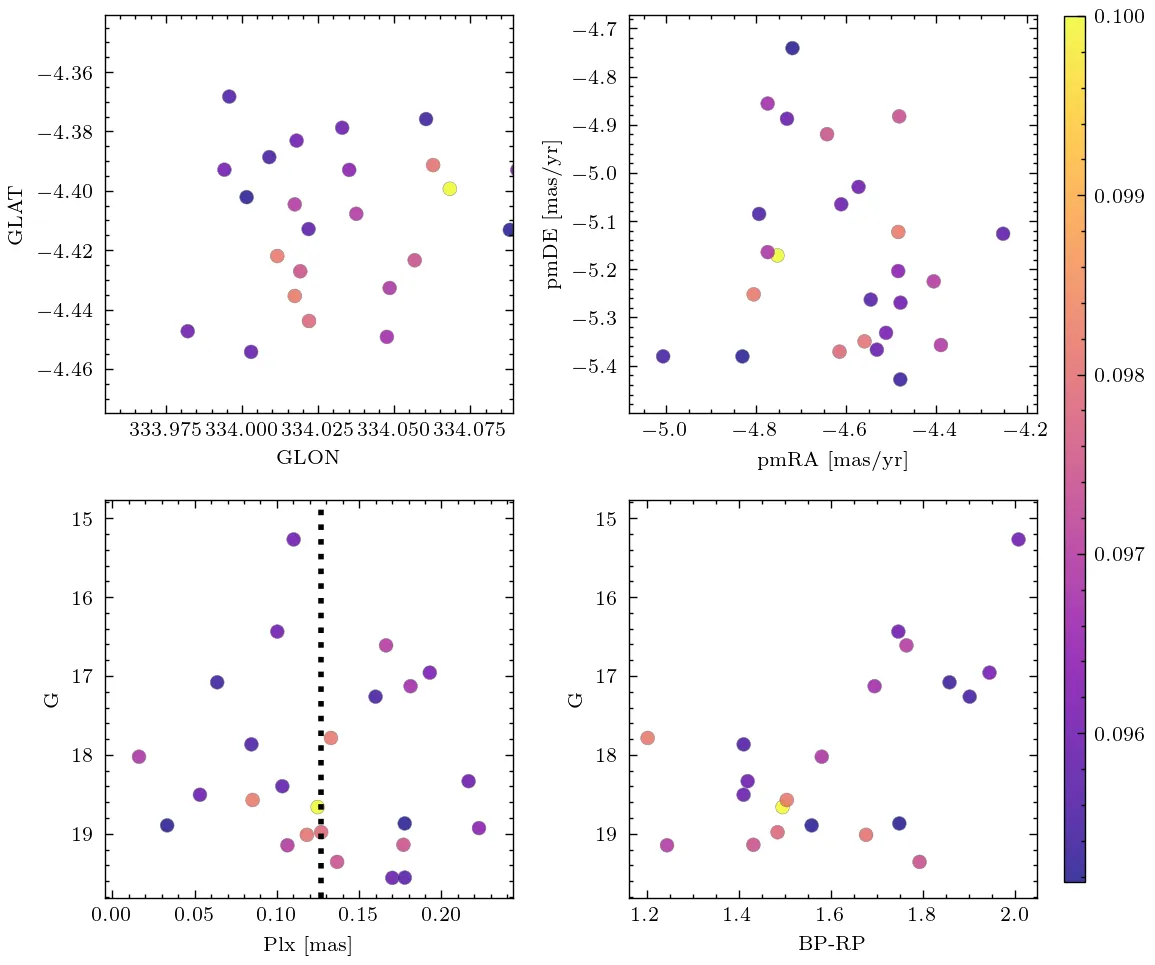 −4.36
−4.38
−4.40
−4.42
−4.44
−4.46
GLAT
333.975 334.000 334.025 334.050 334.075
GLON
−4.7
−4.8
−4.9
−5.0
−5.1
−5.2
−5.3
−5.4
pmDE [mas/yr]
−5.0 −4.8 −4.6 −4.4 −4.2
pmRA [mas/yr]
0.100
0.099
0.098
0.097
0.096
15
16
17
18
19
G
0.00 0.05 0.10 0.15 0.20
Plx [mas]
15
16
17
18
19
G
1.2 1.4 1.6 1.8 2.0
BP-RP